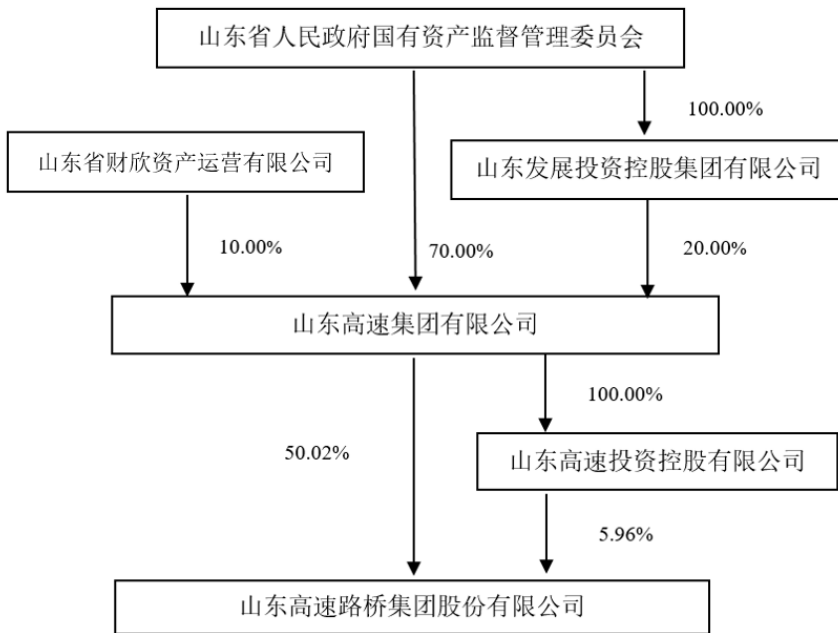 山东省人民政府国有资产监督管理委员会
100.00%
山东省财欣资产运营有限公司
山东发展投资控股集团有限公司
10.00%
70.00%
20.00%
山东高速集团有限公司
100.00%
50.02%
山东高速投资控股有限公司
5.96%
山东高速路桥集团股份有限公司